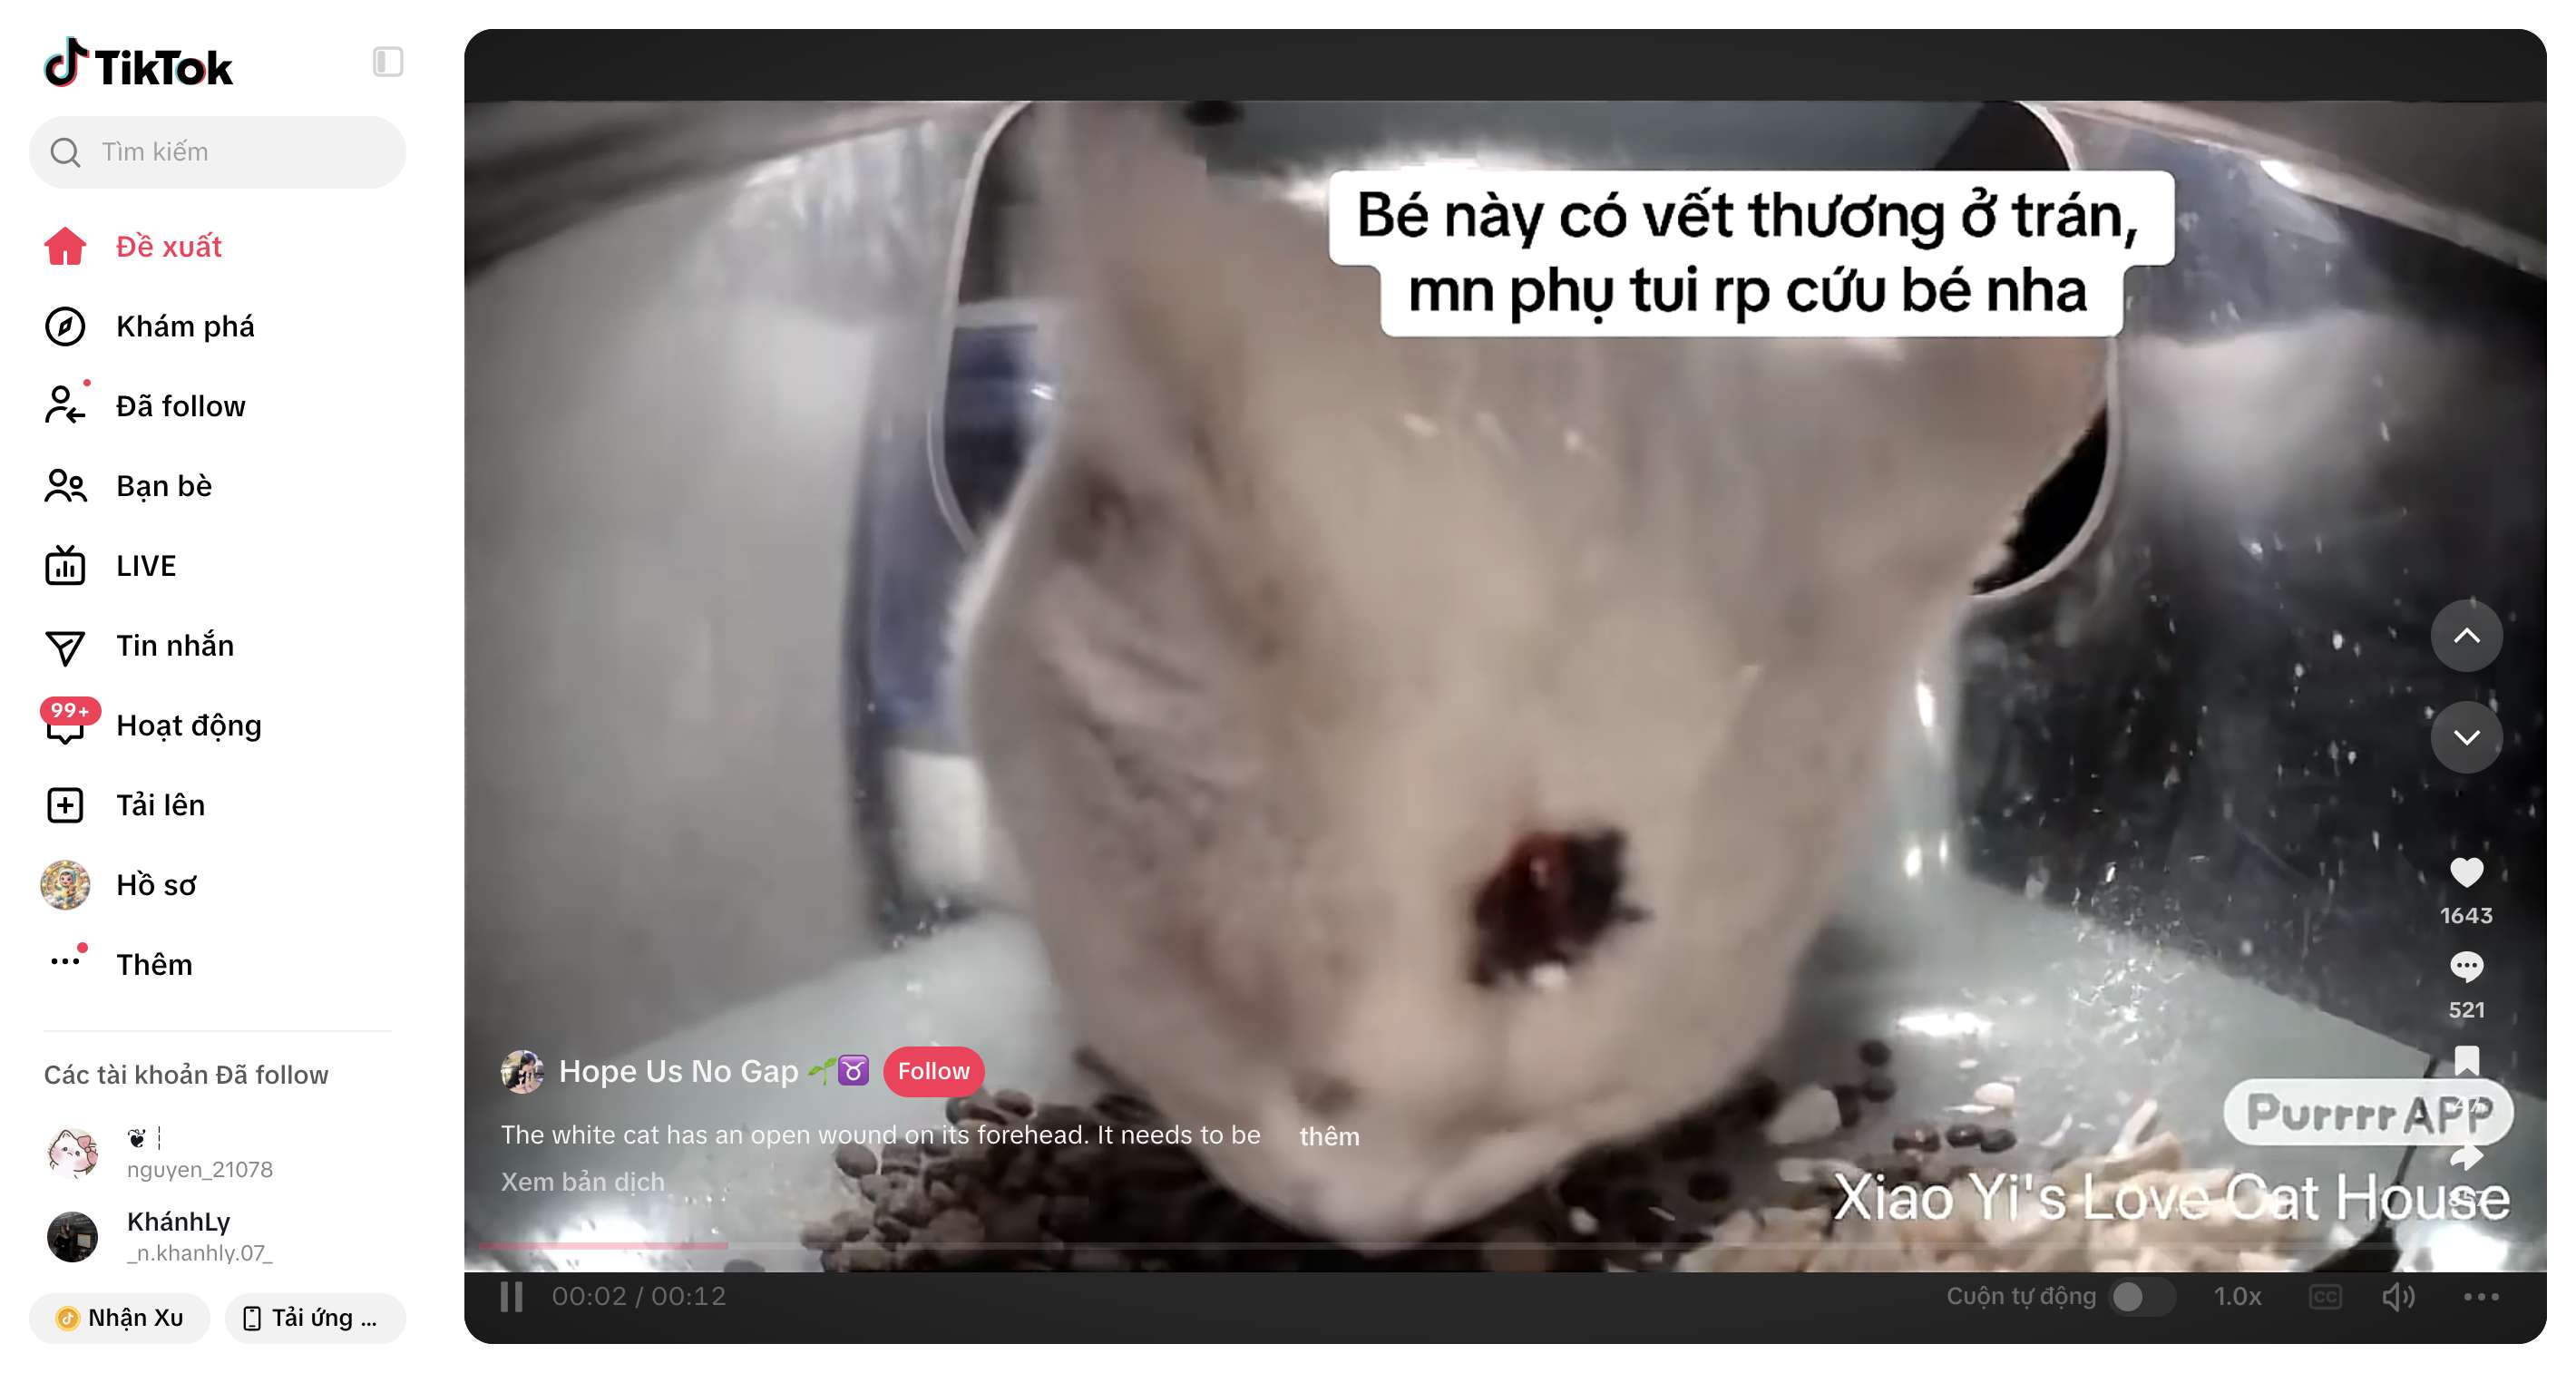 TikTok
Tìm kiếm
Đề xuất
Khám phá
Đã follow
Bạn bè
LIVE
Tin nhắn
99+
Hoạt động
Tải lên
Hồ sơ
Thêm
Các tài khoản Đã follow
nguyen_21078
KhánhLy
_n.khanhly.07_
Nhận Xu
Tải ứng ...
Bé này có vết thương ở trán,
mn phụ tui rp cứu bé nha
1643
521
Hope Us No Gap
Follow
The white cat has an open wound on its forehead. It needs to be thêm
Xem bản dịch
Purrrr APP
Xiao Yi's Love Cat House
00:02 / 00:12
Cuộn tự động
1.0x
CC